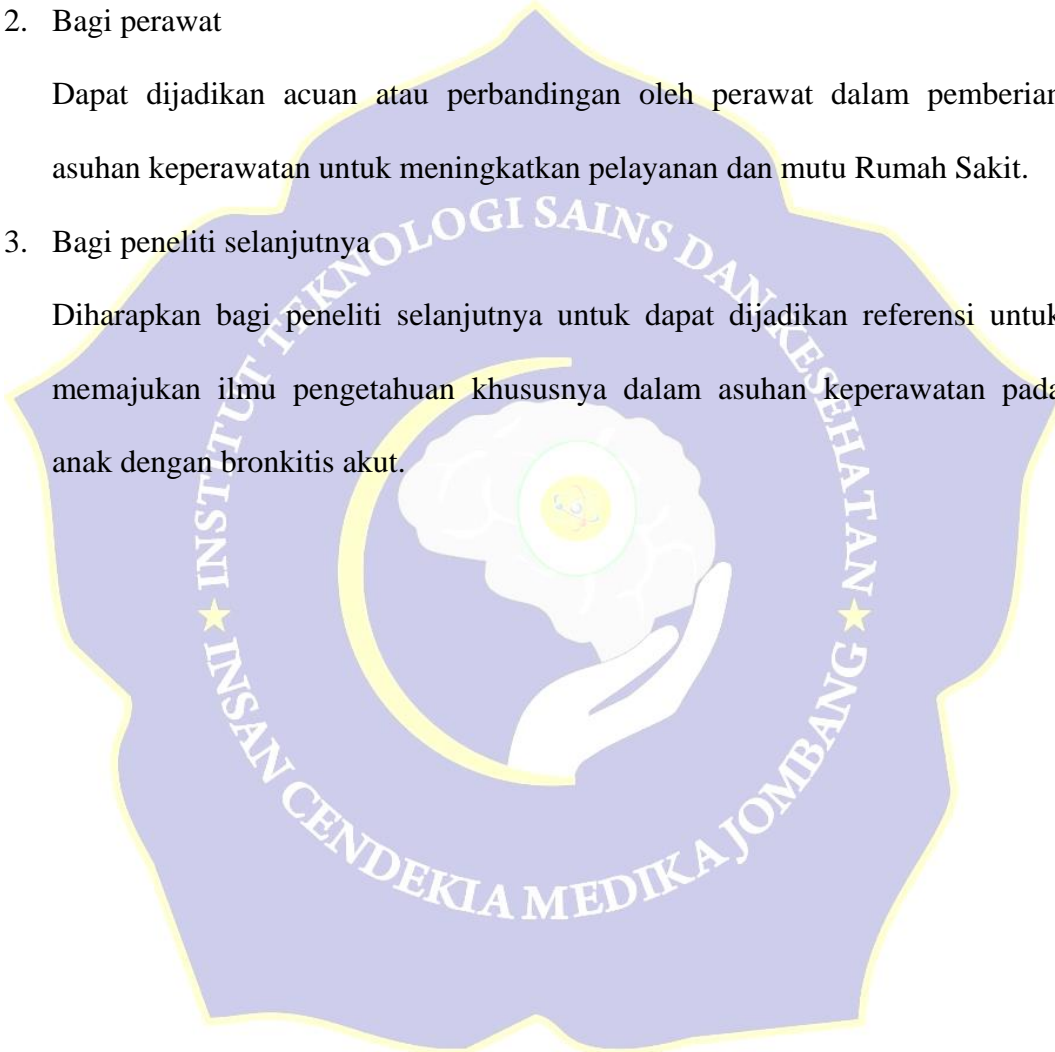 2. Bagi perawat
Dapat dijadikan acuan atau perbandingan oleh perawat dalam pemberian
asuhan keperawatan untuk meningkatkan pelayanan dan mutu Rumah Sakit.
3. Bagi peneliti selanjutnya
Diharapkan bagi peneliti selanjutnya untuk dapat dijadikan referensi untuk
memajukan ilmu pengetahuan khususnya dalam asuhan keperawatan pada
anak dengan bronkitis akut.
INSTITUT TEKNOLOGI SAINS DAN KESEHATAN
INSAN CENDEKIA MEDIKA JOMBANG